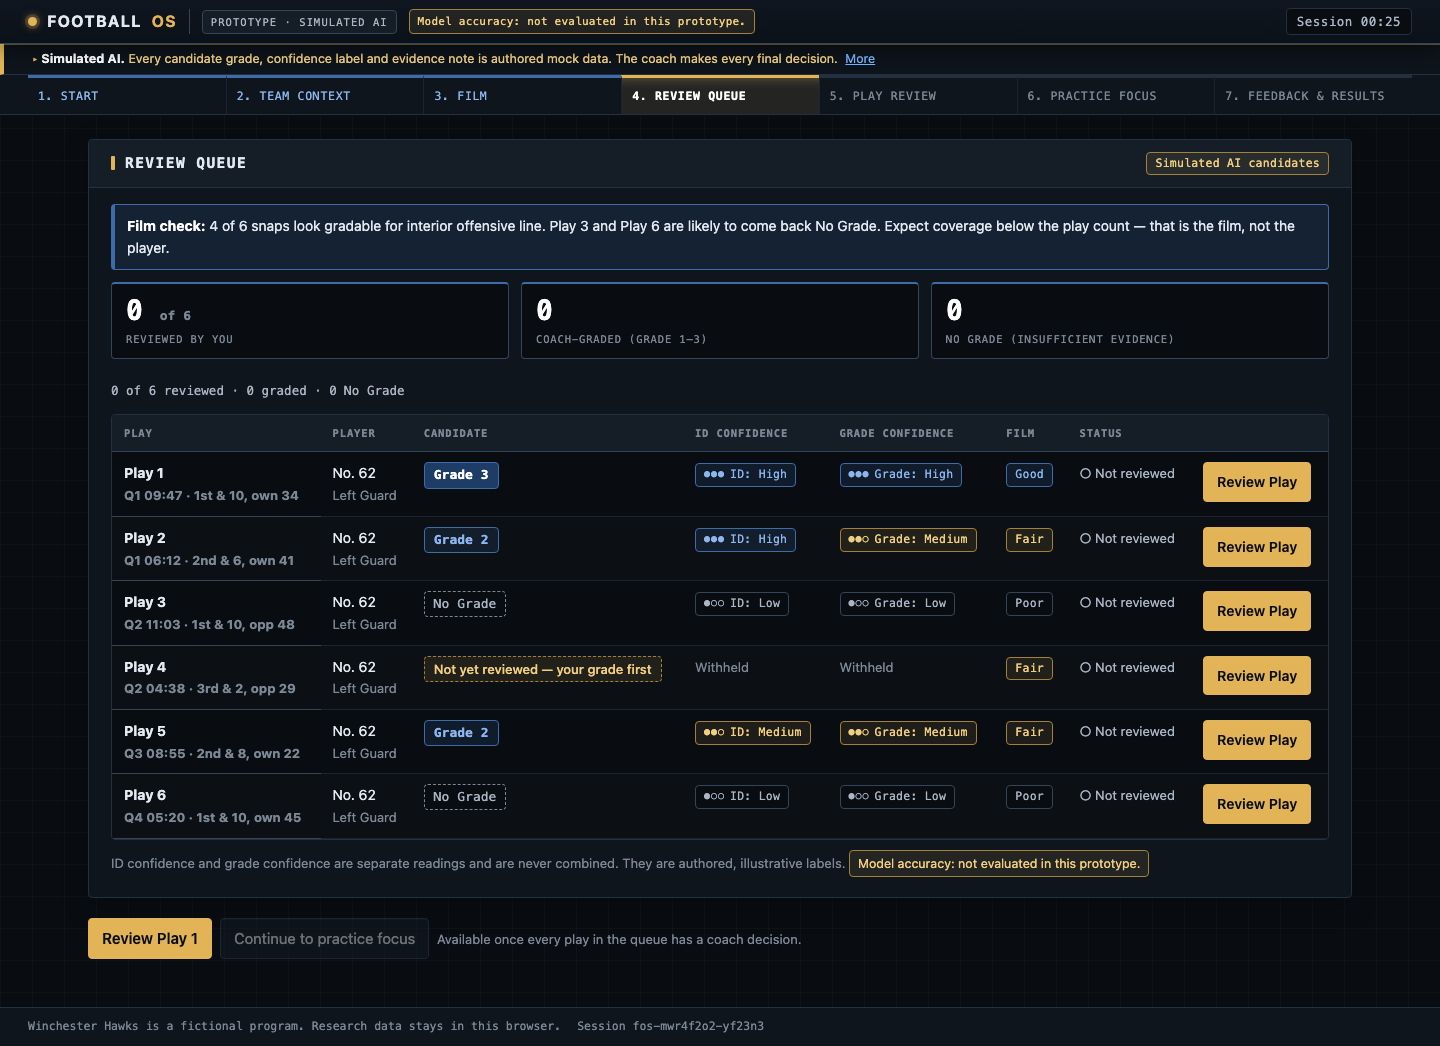 FOOTBALL OS
PROTOTYPE · SIMULATED AI
Model accuracy: not evaluated in this prototype.
Session 00:25
Simulated AI. Every candidate grade, confidence label and evidence note is authored mock data. The coach makes every final decision. More
1. START
2. TEAM CONTEXT
3. FILM
4. REVIEW QUEUE
5. PLAY REVIEW
6. PRACTICE FOCUS
7. FEEDBACK & RESULTS
REVIEW QUEUE
Simulated AI candidates
Film check: 4 of 6 snaps look gradable for interior offensive line. Play 3 and Play 6 are likely to come back No Grade. Expect coverage below the play count — that is the film, not the
player.
0 of 6
REVIEWED BY YOU
0
COACH-GRADED (GRADE 1–3)
0
NO GRADE (INSUFFICIENT EVIDENCE)
0 of 6 reviewed · 0 graded · 0 No Grade
PLAY PLAYER CANDIDATE ID CONFIDENCE GRADE CONFIDENCE FILM STATUS
Play 1 No. 62 Grade 3 ID: High Grade: High Good Not reviewed Review Play
Q1 09:47 · 1st & 10, own 34 Left Guard
Play 2 No. 62 Grade 2 ID: High Grade: Medium Fair Not reviewed Review Play
Q1 06:12 · 2nd & 6, own 41 Left Guard
Play 3 No. 62 No Grade ID: Low Grade: Low Poor Not reviewed Review Play
Q2 11:03 · 1st & 10, opp 48 Left Guard
Play 4 No. 62 Not yet reviewed — your grade first Withheld Withheld Fair Not reviewed Review Play
Q2 04:38 · 3rd & 2, opp 29 Left Guard
Play 5 No. 62 Grade 2 ID: Medium Grade: Medium Fair Not reviewed Review Play
Q3 08:55 · 2nd & 8, own 22 Left Guard
Play 6 No. 62 No Grade ID: Low Grade: Low Poor Not reviewed Review Play
Q4 05:20 · 1st & 10, own 45 Left Guard
ID confidence and grade confidence are separate readings and are never combined. They are authored, illustrative labels. Model accuracy: not evaluated in this prototype.
Review Play 1
Continue to practice focus
Available once every play in the queue has a coach decision.
Winchester Hawks is a fictional program. Research data stays in this browser. Session fos-mwr4f2o2-yf23n3